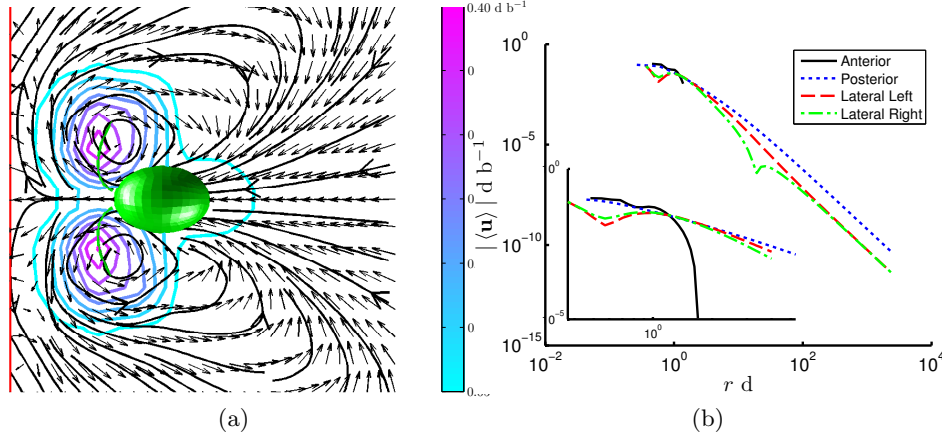 0.40 d b⁻¹
0
0
0
0
| ⟨u⟩ | d b⁻¹
(a)
10⁰
10⁻⁵
10⁻¹⁰
10⁻¹⁵
10⁻²
10⁰
10²
10⁴
r d
Anterior
Posterior
Lateral Left
Lateral Right
10⁰
10⁻⁵
10⁰
(b)